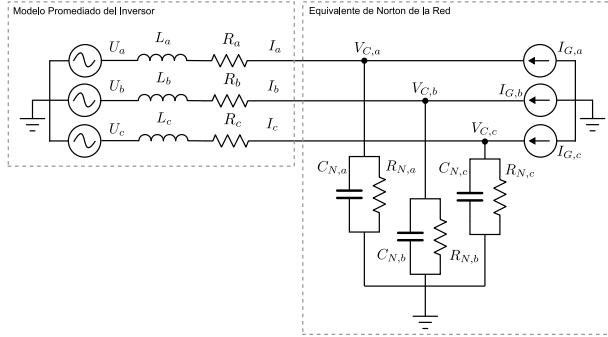 Modelo Promediado del Inversor
Equivalente de Norton de la Red
U_a L_a R_a I_a V_{C,a} I_{G,a}
U_b L_b R_b I_b V_{C,b} I_{G,b}
U_c L_c R_c I_c V_{C,c} I_{G,c}
C_{N,a} R_{N,a} C_{N,c} R_{N,c}
C_{N,b} R_{N,b}